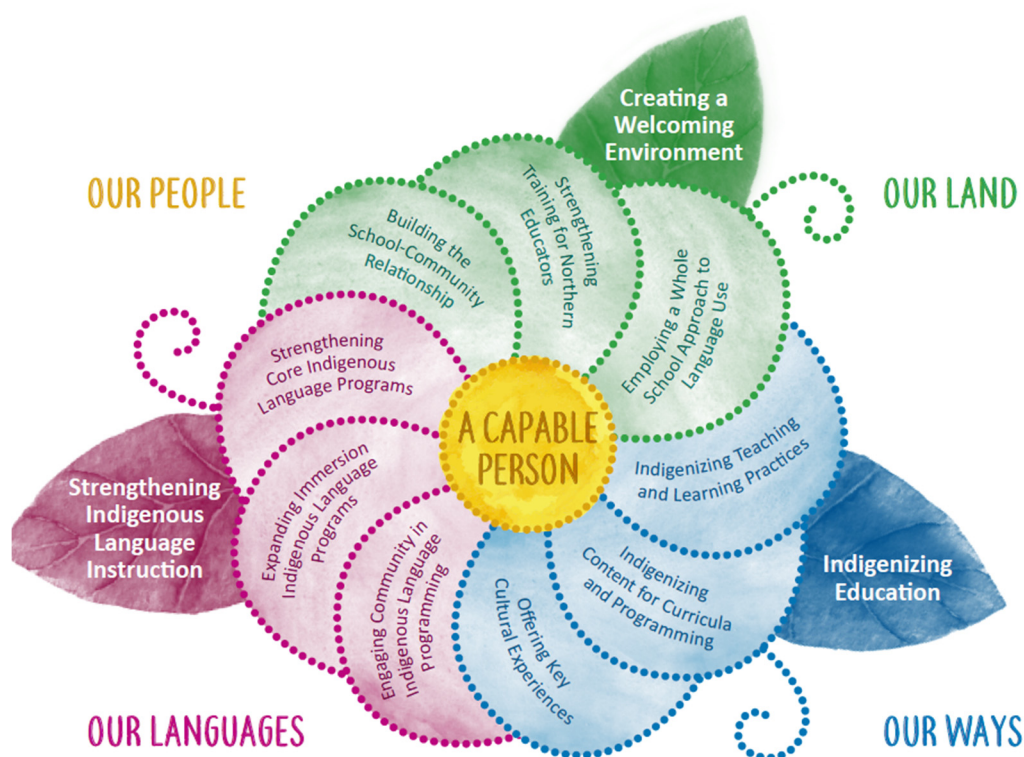 OUR PEOPLE
Creating a
Welcoming
Environment
OUR LAND
Building the
School-Community
Relationship
Strengthening
Training for Northern
Educators
Employing a Whole
School Approach to
Language Use
Strengthening
Core Indigenous
Language Programs
A CAPABLE
PERSON
Indigenizing Teaching
and Learning Practices
Strengthening
Indigenous
Language
Instruction
Expanding Immersion
Indigenous Language
Programs
Engaging Community in
Indigenous Language
Programming
Offering Key
Cultural Experiences
Indigenizing
Content for Curricula
and Programming
Indigenizing
Education
OUR LANGUAGES
OUR WAYS